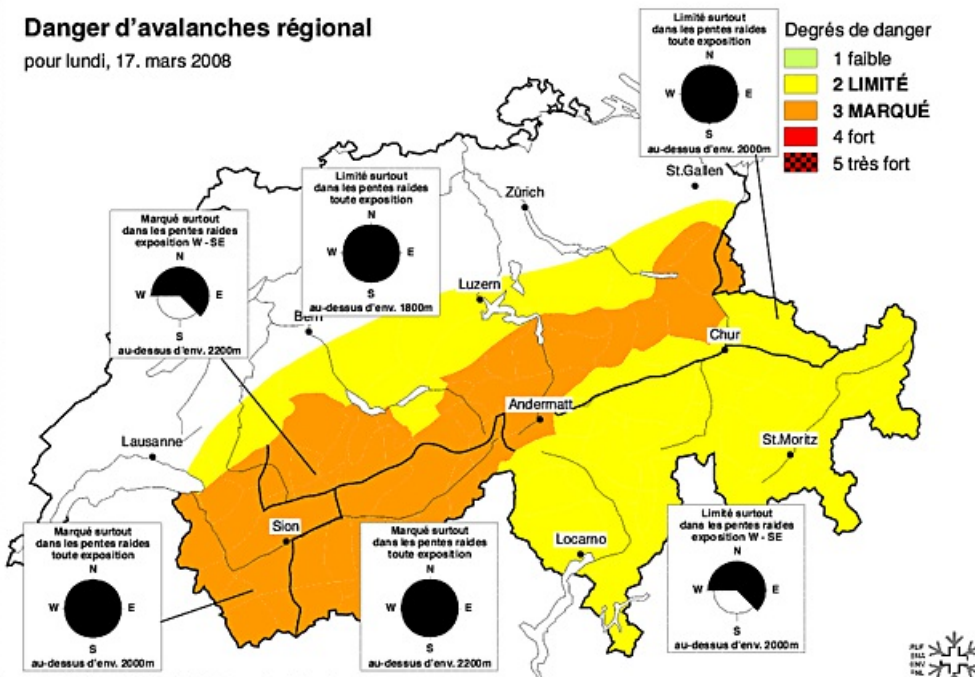 Danger d'avalanches régional
pour lundi, 17. mars 2008
Limité surtout
dans les pentes raides
toute exposition
N
W E
S
au-dessus d'env. 2000m
Degrés de danger
1 faible
2 LIMITÉ
3 MARQUÉ
4 fort
5 très fort
St.Gallen
Zürich
Limité surtout
dans les pentes raides
toute exposition
N
W E
S
au-dessus d'env. 1800m
Marqué surtout
dans les pentes raides
exposition W - SE
N
W E
S
au-dessus d'env. 2200m
Luzern
Bern
Chur
Andermatt
Lausanne
St.Moritz
Sion
Locarno
Marqué surtout
dans les pentes raides
toute exposition
N
W E
S
au-dessus d'env. 2000m
Marqué surtout
dans les pentes raides
toute exposition
N
W E
S
au-dessus d'env. 2200m
Limité surtout
dans les pentes raides
exposition W - SE
N
W E
S
au-dessus d'env. 2000m
SLF